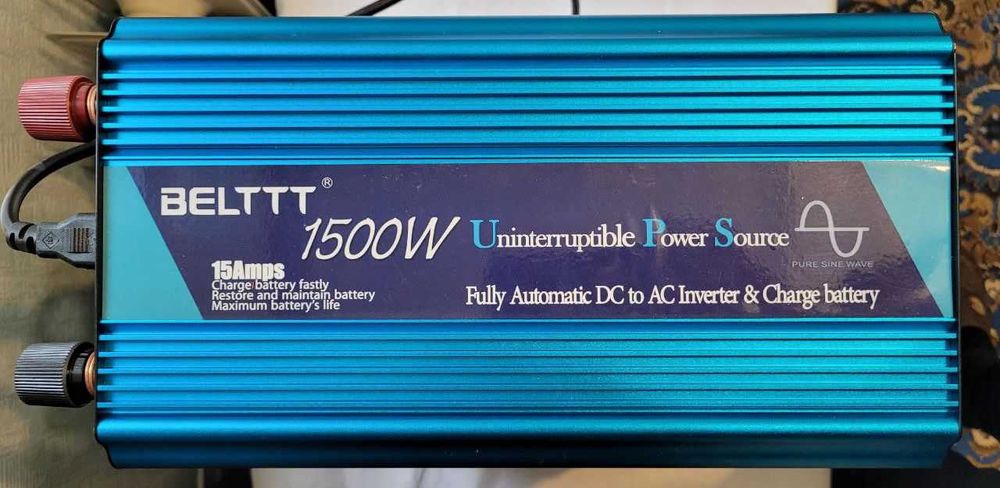 BELTTT®
1500W
Uninterruptible Power Source
PURE SINE WAVE
15Amps
Charge battery fastly
Restore and maintain battery
Maximum battery's life
Fully Automatic DC to AC Inverter & Charge battery